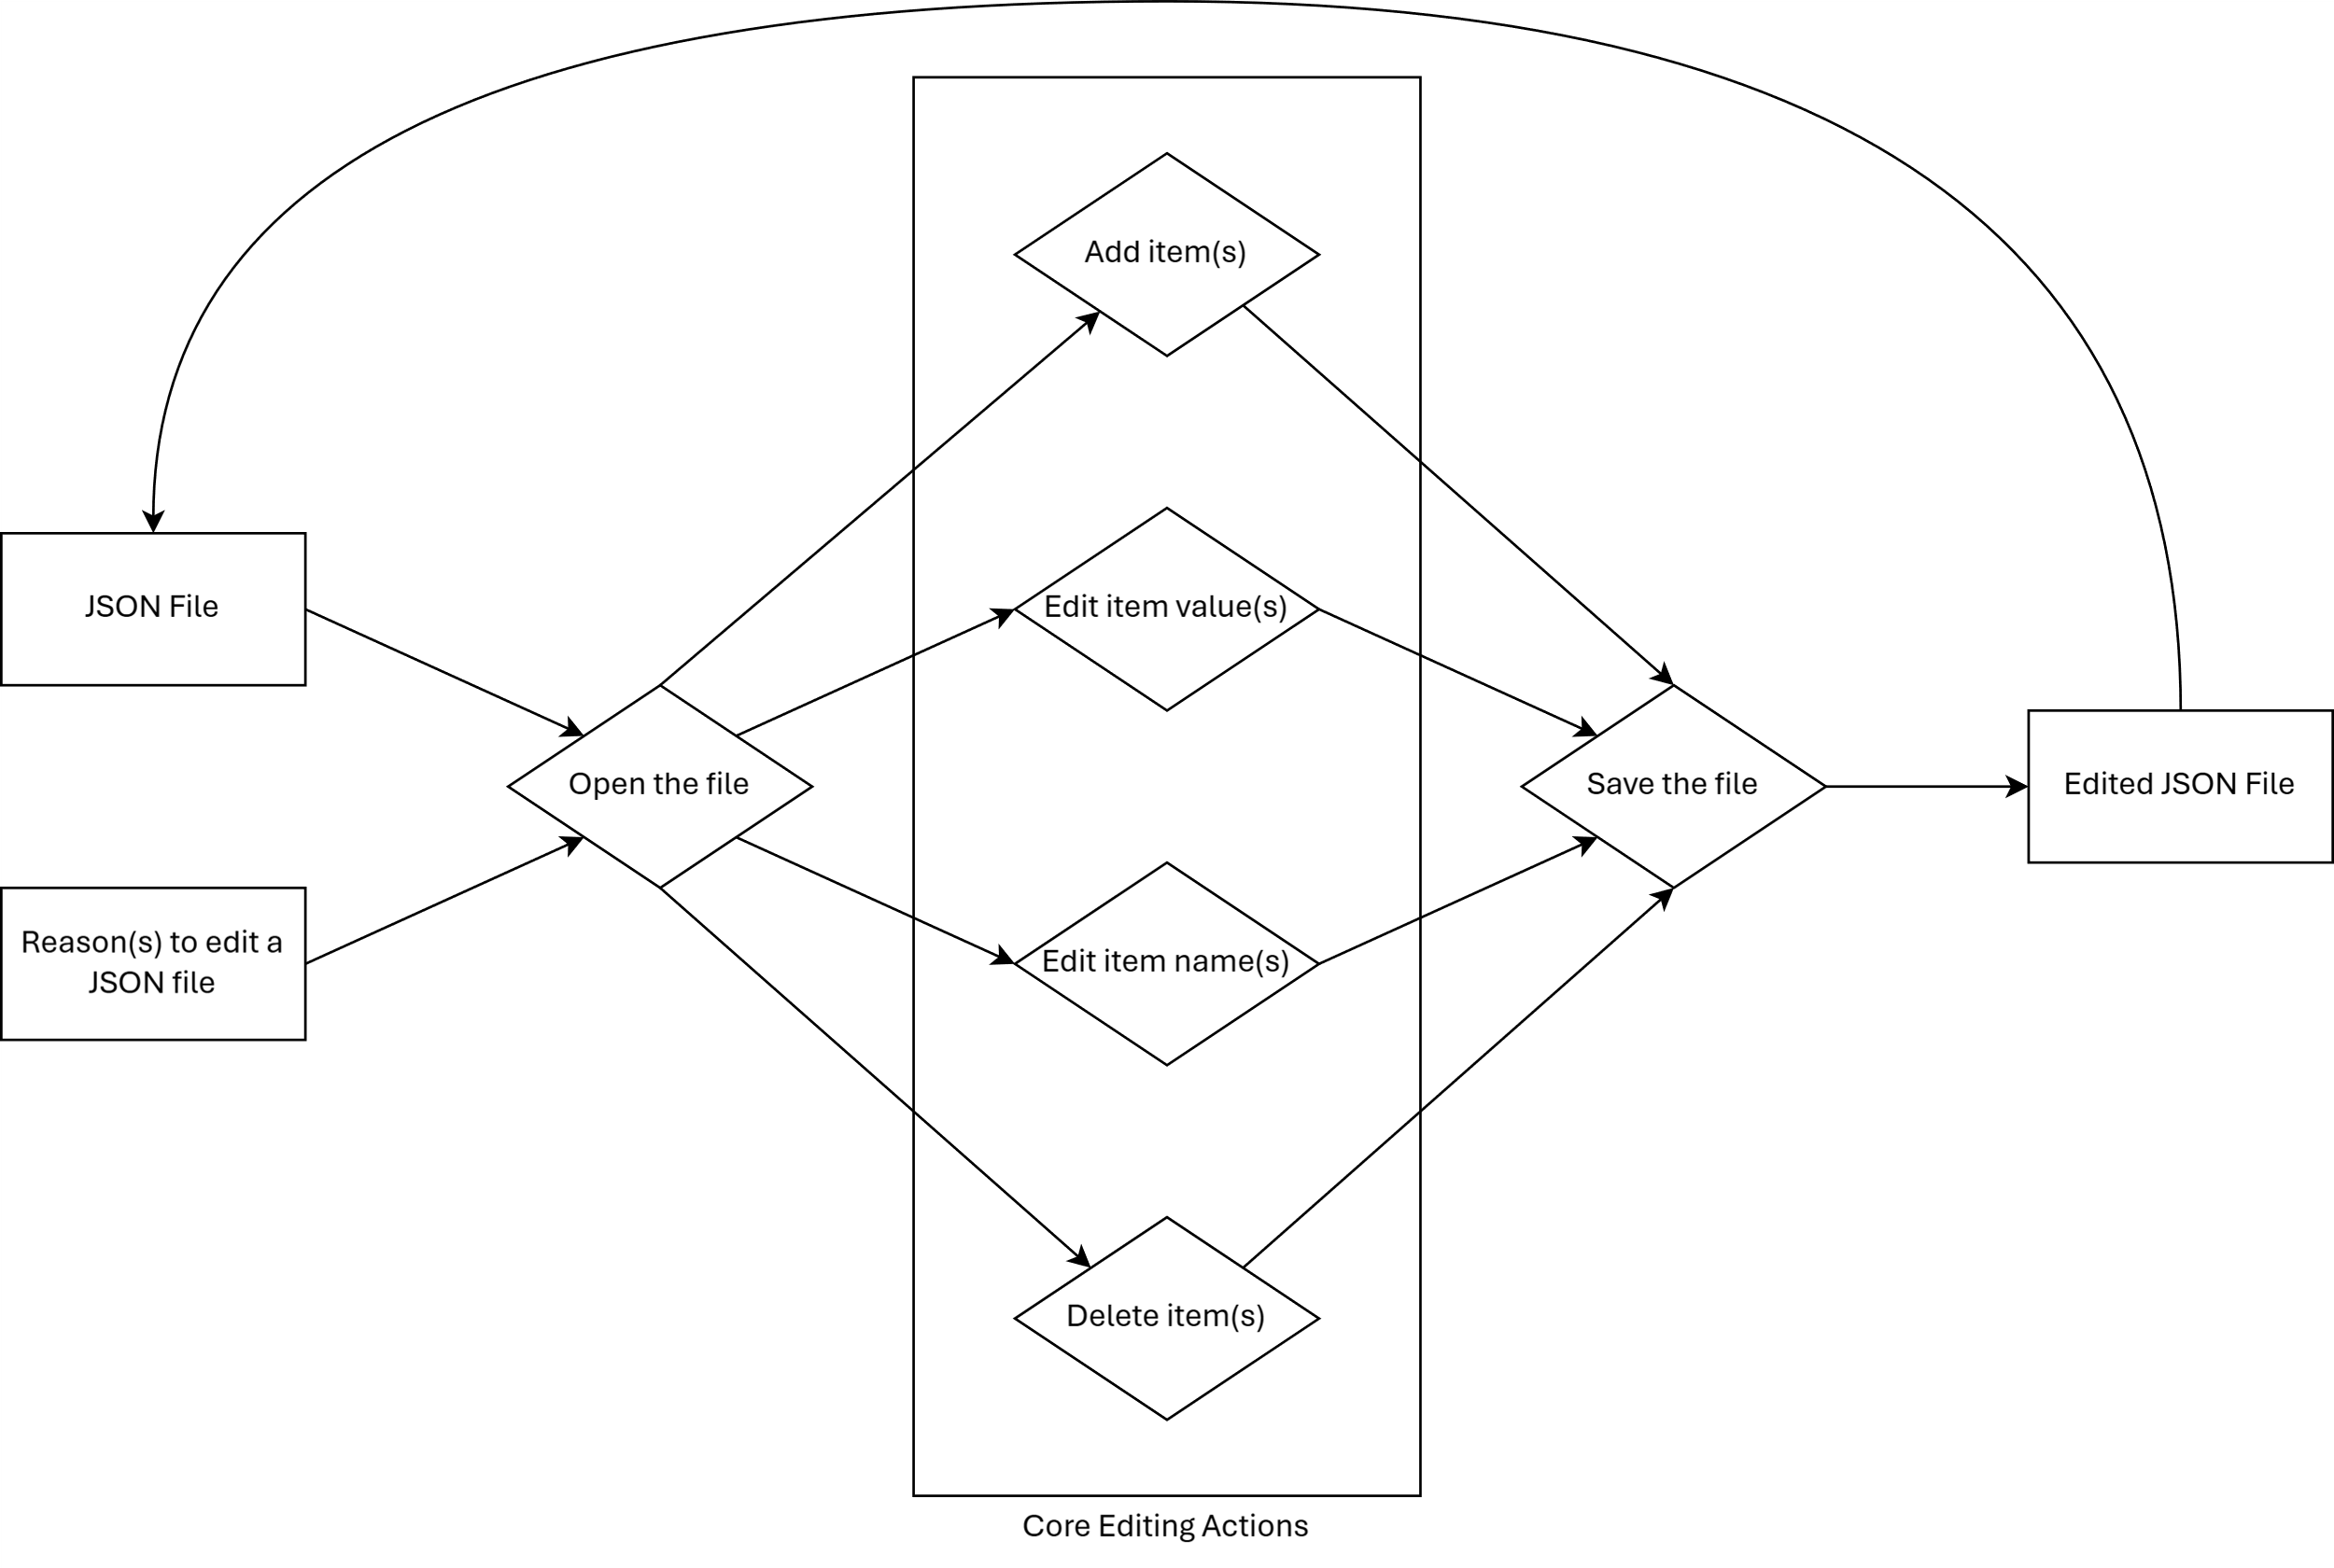 Add item(s)
JSON File
Edit item value(s)
Open the file
Save the file
Edited JSON File
Reason(s) to edit a
JSON file
Edit item name(s)
Delete item(s)
Core Editing Actions